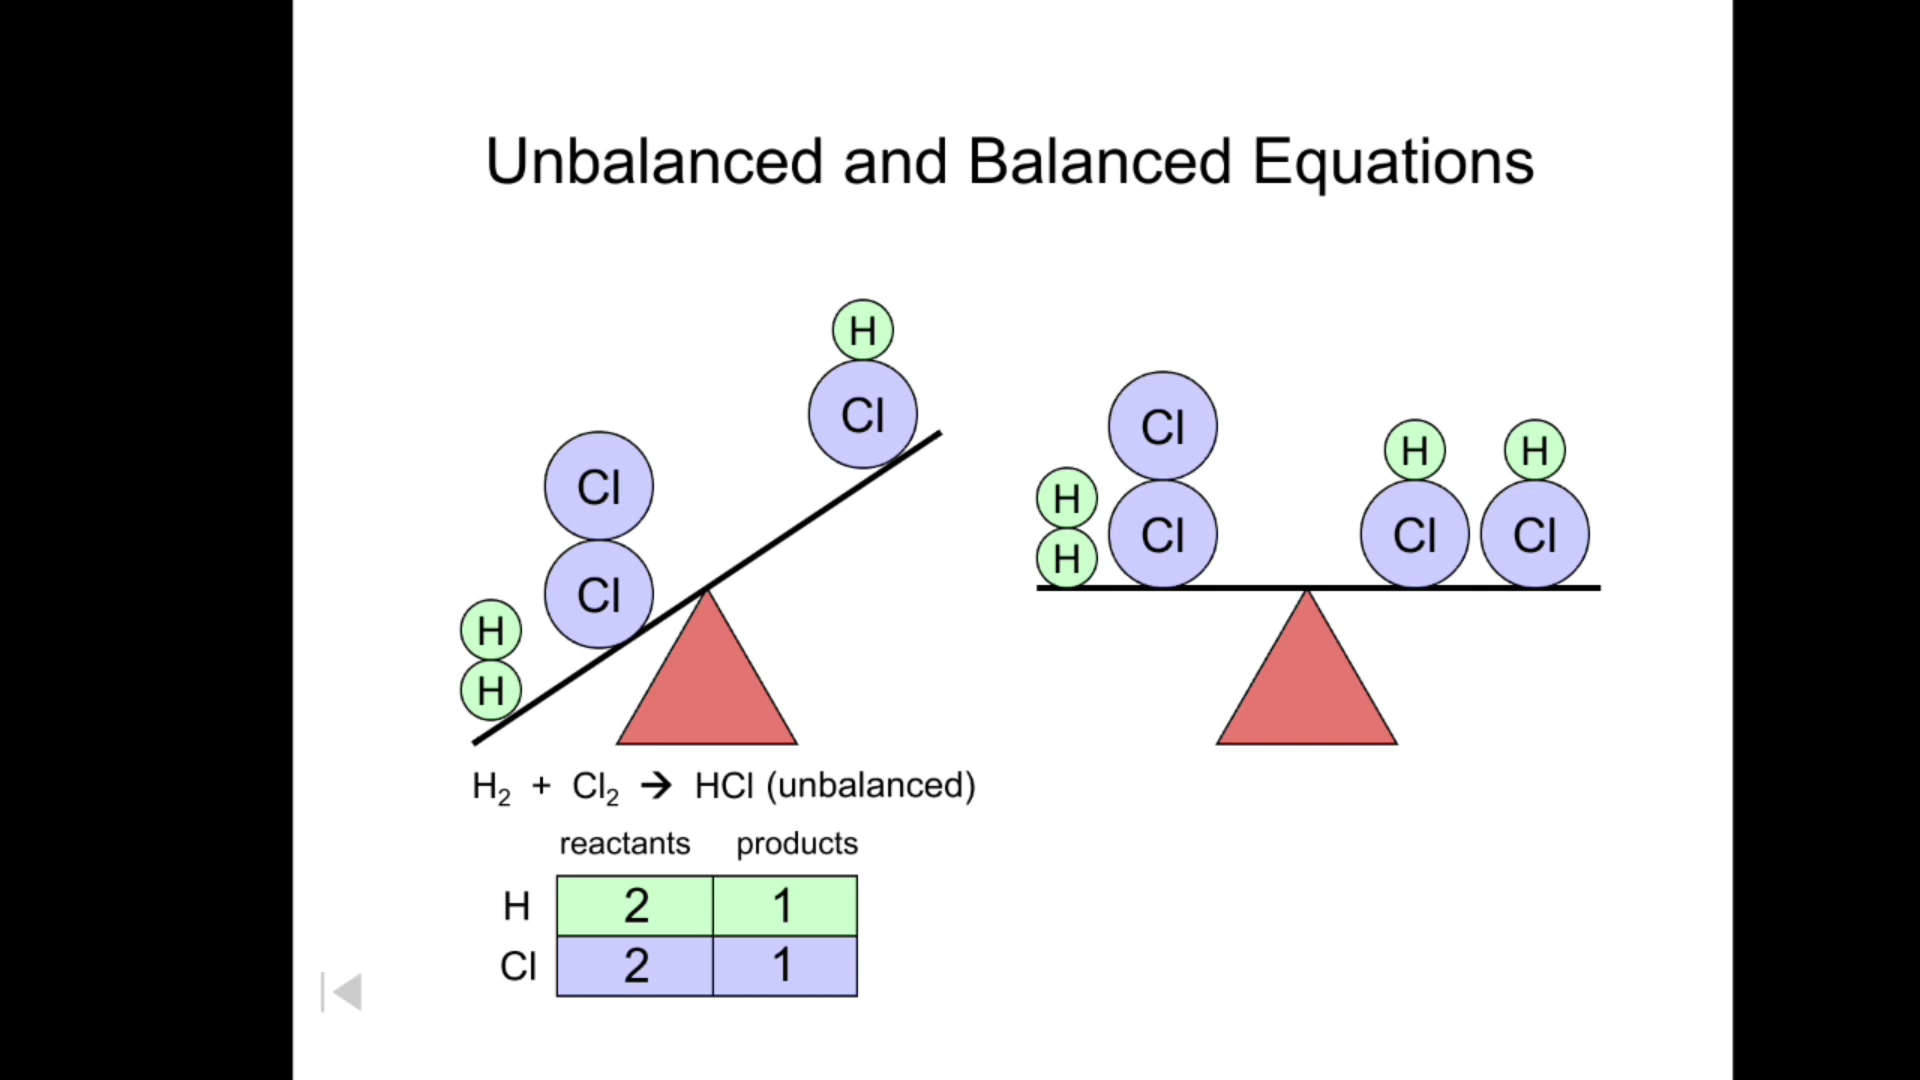 Unbalanced and Balanced Equations
H
Cl
Cl
Cl
H
H
Cl
Cl
H
H
H
Cl
H
Cl
H₂ + Cl₂ → HCl (unbalanced)
reactants products
H 2 1
Cl 2 1